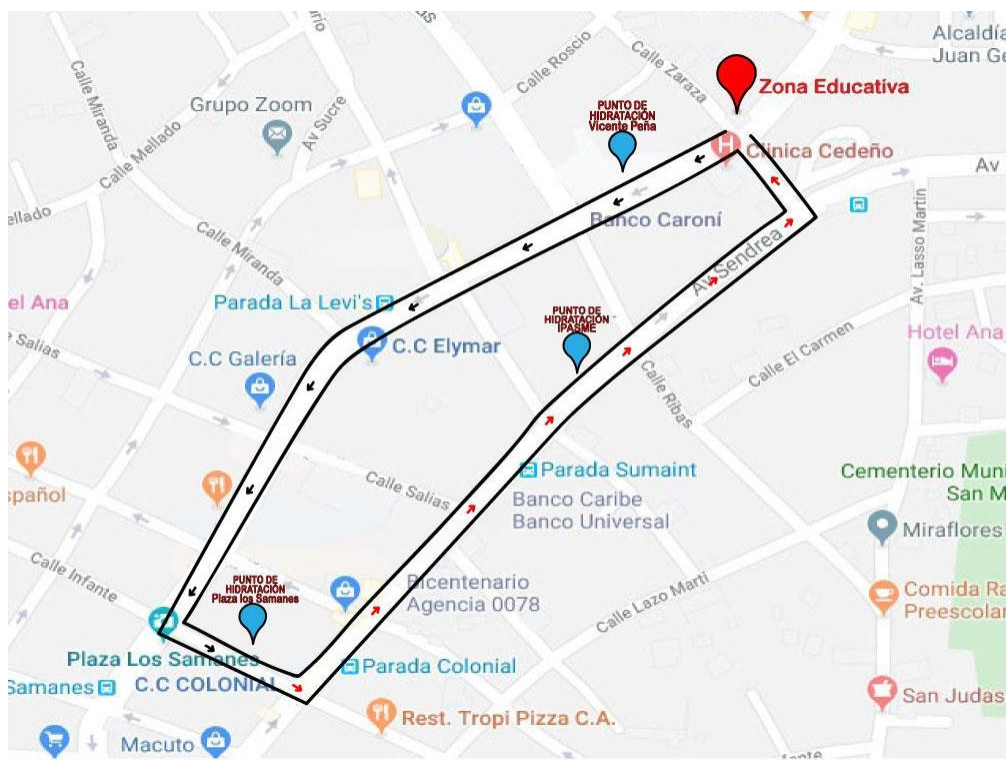 Alcaldía
Juan Ge
Calle Roscio
Calle Zaraza
Calle Miranda
Zona Educativa
Grupo Zoom
PUNTO DE
HIDRATACIÓN
Vicente Peña
Av Sucre
Calle Mellado
Clinica Cedeño
Av
ellado
Banco Caroní
Av. Lasso Martín
Calle Miranda
Av Sendrea
el Ana
Parada La Levi's
PUNTO DE
HIDRATACIÓN
IPASME
e Salias
C.C Galería
C.C Elymar
Calle El Carmen
Hotel Ana
Calle Ribas
Parada Sumaint
Cementerio Muni
San M
spañol
Calle Salias
Banco Caribe
Banco Universal
Miraflores
Calle Infante
PUNTO DE
HIDRATACIÓN
Plaza los Samanes
Bicentenario
Agencia 0078
Calle Lazo Marti
Comida Ra
Preescolar
Plaza Los Samanes
Parada Colonial
Samanes
C.C COLONIAL
San Judas
Rest. Tropi Pizza C.A.
Macuto